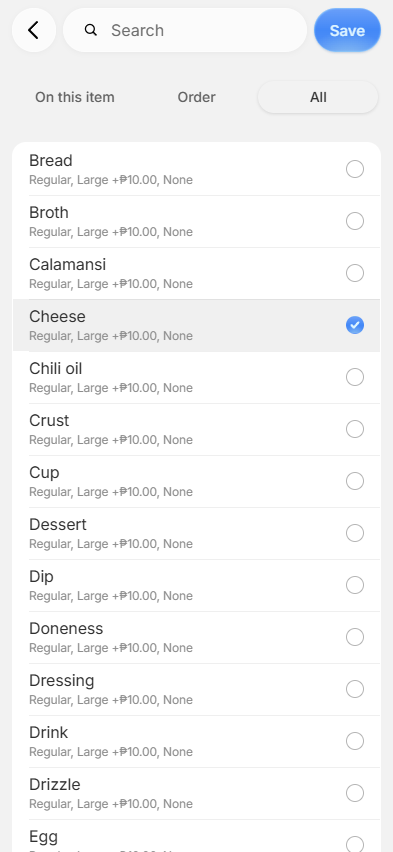 Search
Save
On this item
Order
All
Bread
Regular, Large +₱10.00, None
Broth
Regular, Large +₱10.00, None
Calamansi
Regular, Large +₱10.00, None
Cheese
Regular, Large +₱10.00, None
Chili oil
Regular, Large +₱10.00, None
Crust
Regular, Large +₱10.00, None
Cup
Regular, Large +₱10.00, None
Dessert
Regular, Large +₱10.00, None
Dip
Regular, Large +₱10.00, None
Doneness
Regular, Large +₱10.00, None
Dressing
Regular, Large +₱10.00, None
Drink
Regular, Large +₱10.00, None
Drizzle
Regular, Large +₱10.00, None
Egg